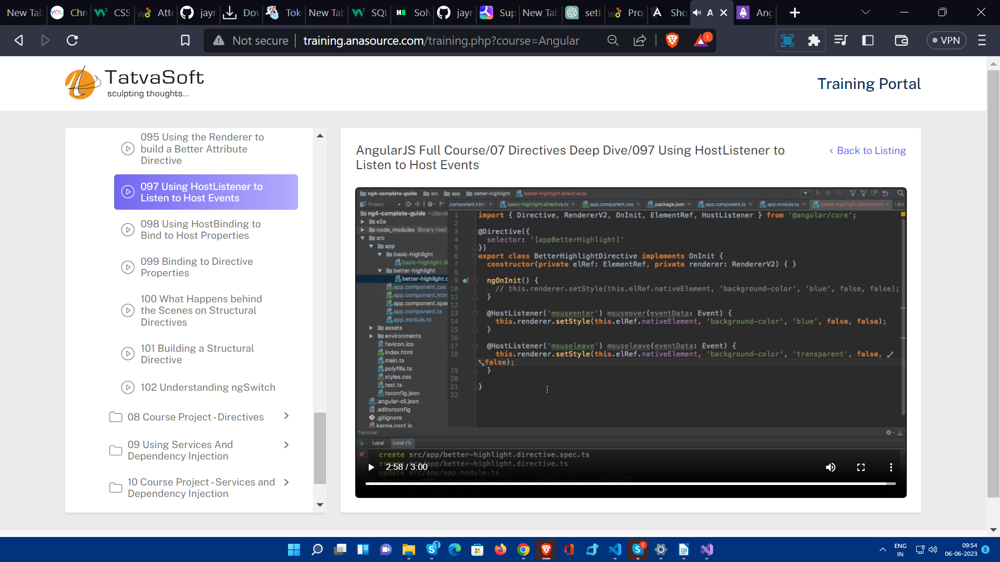 New Tab
Chr
CSS
Atte
jayr
Dov
Tok
New Tab
SQL
Solv
jayr
Sup
New Tab
setI
Proj
Sho
A
Ang
Not secure
training.anasource.com/training.php?course=Angular
1
VPN
TatvaSoft
sculpting thoughts...
Training Portal
095 Using the Renderer to
build a Better Attribute
Directive
097 Using HostListener to
Listen to Host Events
098 Using HostBinding to
Bind to Host Properties
099 Binding to Directive
Properties
100 What Happens behind
the Scenes on Structural
Directives
101 Building a Structural
Directive
102 Understanding ngSwitch
08 Course Project - Directives
09 Using Services And
Dependency Injection
10 Course Project - Services and
Dependency Injection
AngularJS Full Course/07 Directives Deep Dive/097 Using HostListener to
Listen to Host Events
‹ Back to Listing
ng4-complete-guide src app better-highlight better-highlight.directive.ts
Project
.component.html basic-highlight.directive.ts app.component.css package.json app.component.ts app.module.ts better-highlight.directive.ts
ng4-complete-guide ~/devel
e2e
node_modules library root
src
app
basic-highlight
basic-highlight.di
better-highlight
better-highlight.c
app.component.css
app.component.htm
app.component.spec
app.component.ts
app.module.ts
assets
environments
favicon.ico
index.html
main.ts
polyfills.ts
styles.css
test.ts
tsconfig.json
.angular-cli.json
.editorconfig
.gitignore
karma.conf.js
1 import { Directive, RendererV2, OnInit, ElementRef, HostListener } from '@angular/core';
2
3 @Directive({
4 selector: '[appBetterHighlight]'
5 })
6 export class BetterHighlightDirective implements OnInit {
7 constructor(private elRef: ElementRef, private renderer: RendererV2) { }
8
9 ngOnInit() {
10 // this.renderer.setStyle(this.elRef.nativeElement, 'background-color', 'blue', false, false);
11 }
12
13 @HostListener('mouseenter') mouseover(eventData: Event) {
14 this.renderer.setStyle(this.elRef.nativeElement, 'background-color', 'blue', false, false);
15 }
16
17 @HostListener('mouseleave') mouseleave(eventData: Event) {
18 this.renderer.setStyle(this.elRef.nativeElement, 'background-color', 'transparent', false,
false);
19 }
20
21 }
22
Terminal
Local Local (1)
create src/app/better-highlight.directive.spec.ts
create src/app/better-highlight.directive.ts
update src/app/app.module.ts
2:58 / 3:00
1
1
ENG
IN
09:54
06-06-2023
8